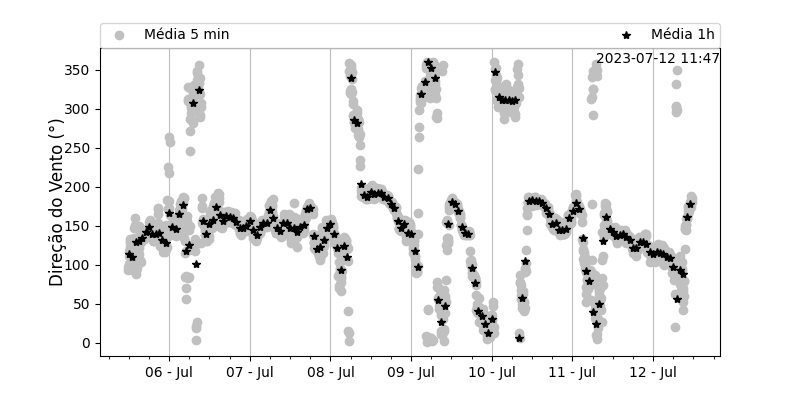 Média 5 min
Média 1h
2023-07-12 11:47
Direção do Vento (°)
350
300
250
200
150
100
50
0
06 - Jul
07 - Jul
08 - Jul
09 - Jul
10 - Jul
11 - Jul
12 - Jul